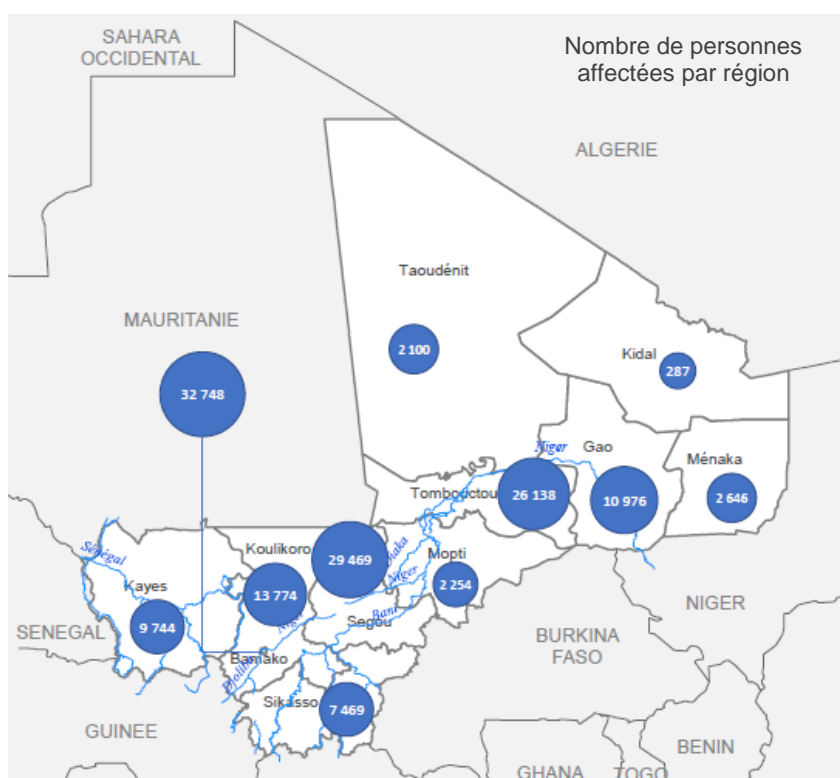 SAHARA
OCCIDENTAL
Nombre de personnes
affectées par région
ALGERIE
Taoudénit
MAURITANIE
2 100
Kidal
287
32 748
Niger
Gao
Ménaka
Tombouctou
26 138
10 976
2 646
Koulikoro
29 469
Mopti
Niger
2 254
Sénégal
Kayes
13 774
9 744
Niger
Bani
Ségou
NIGER
SENEGAL
BURKINA
FASO
Bamako
Djoliba
Sikasso
7 469
GUINEE
BENIN
GHANA
TOGO